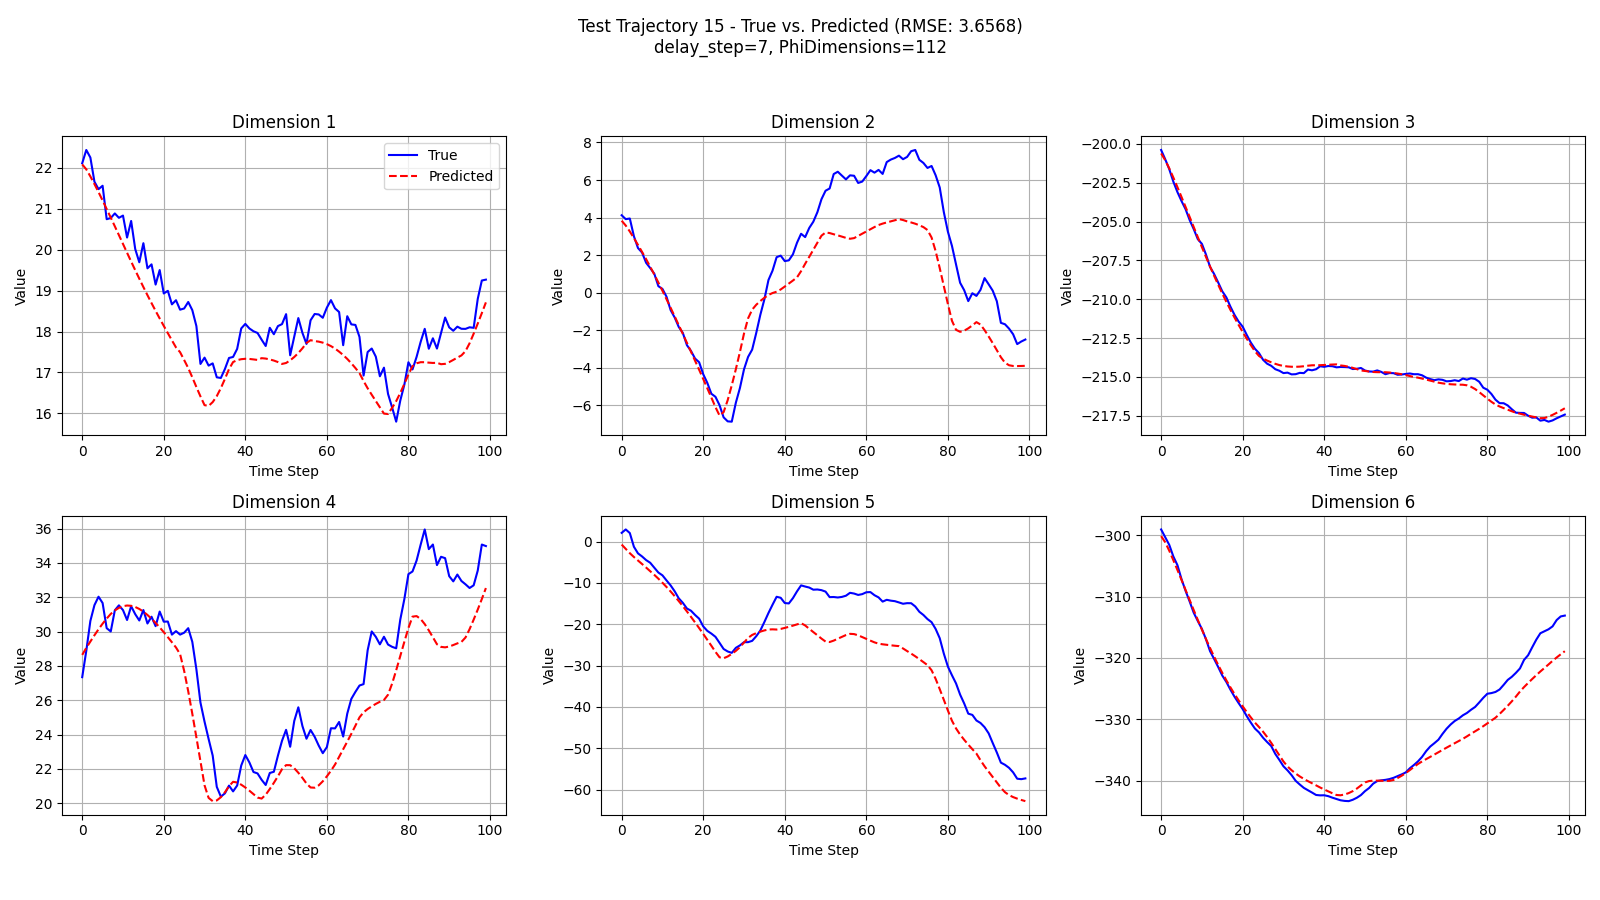 Test Trajectory 15 - True vs. Predicted (RMSE: 3.6568)
delay_step=7, PhiDimensions=112
Dimension 1
Value
22
21
20
19
18
17
16
0 20 40 60 80 100
Time Step
True
Predicted
Dimension 2
Value
8
6
4
2
0
−2
−4
−6
0 20 40 60 80 100
Time Step
Dimension 3
Value
−200.0
−202.5
−205.0
−207.5
−210.0
−212.5
−215.0
−217.5
0 20 40 60 80 100
Time Step
Dimension 4
Value
36
34
32
30
28
26
24
22
20
0 20 40 60 80 100
Time Step
Dimension 5
Value
0
−10
−20
−30
−40
−50
−60
0 20 40 60 80 100
Time Step
Dimension 6
Value
−300
−310
−320
−330
−340
0 20 40 60 80 100
Time Step